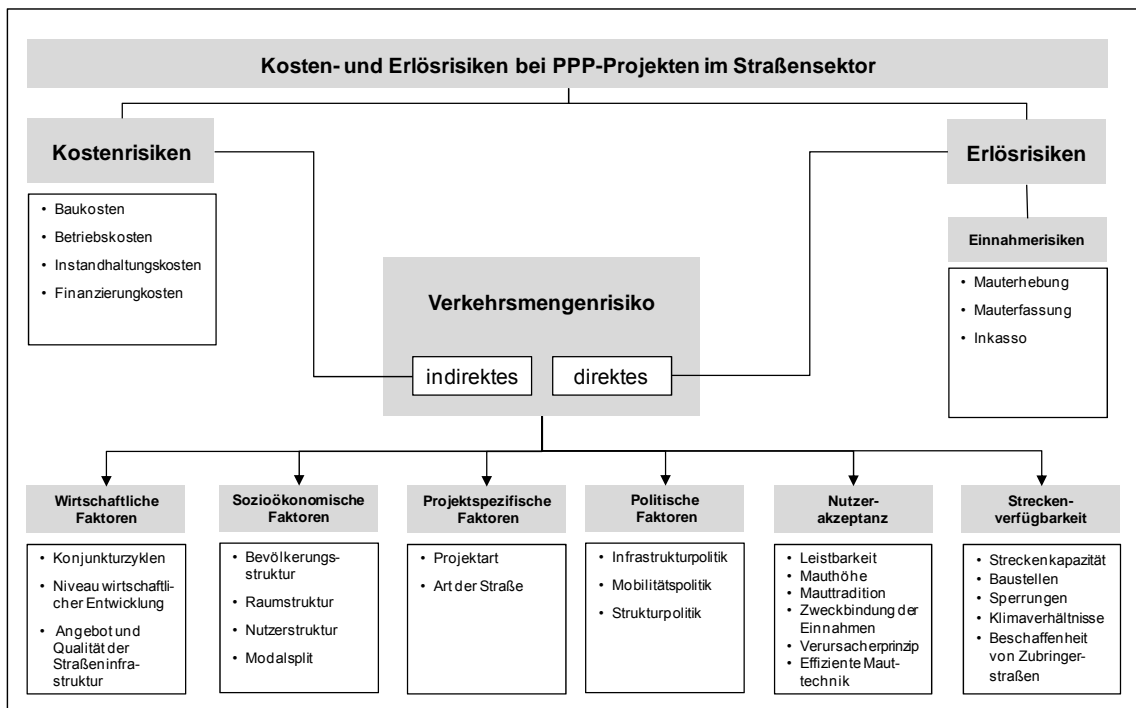 Kosten- und Erlösrisiken bei PPP-Projekten im Straßensektor
Kostenrisiken
• Baukosten
• Betriebskosten
• Instandhaltungskosten
• Finanzierungkosten
Erlösrisiken
Einnahmerisiken
• Mauterhebung
• Mauterfassung
• Inkasso
Verkehrsmengenrisiko
indirektes
direktes
Wirtschaftliche
Faktoren
• Konjunkturzyklen
• Niveau wirtschaftli-
cher Entwicklung
• Angebot und
Qualität der
Straßeninfra-
struktur
Sozioökonomische
Faktoren
• Bevölkerungs-
struktur
• Raumstruktur
• Nutzerstruktur
• Modalsplit
Projektspezifische
Faktoren
• Projektart
• Art der Straße
Politische
Faktoren
• Infrastrukturpolitik
• Mobilitätspolitik
• Strukturpolitik
Nutzer-
akzeptanz
• Leistbarkeit
• Mauthöhe
• Mauttradition
• Zweckbindung der
Einnahmen
• Verursacherprinzip
• Effiziente Maut-
technik
Strecken-
verfügbarkeit
• Streckenkapazität
• Baustellen
• Sperrungen
• Klimaverhältnisse
• Beschaffenheit
von Zubringer-
straßen